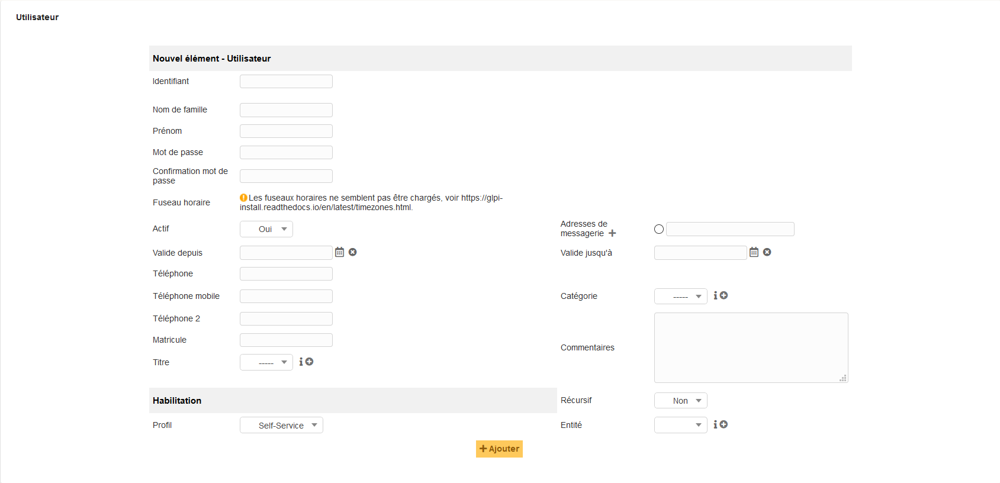 Utilisateur
Nouvel élément - Utilisateur
Identifiant
Nom de famille
Prénom
Mot de passe
Confirmation mot de
passe
Fuseau horaire
Les fuseaux horaires ne semblent pas être chargés, voir https://glpi-
install.readthedocs.io/en/latest/timezones.html.
Actif
Oui
Adresses de
messagerie
Valide depuis
Valide jusqu'à
Téléphone
Téléphone mobile
Catégorie
-----
Téléphone 2
Matricule
Commentaires
Titre
-----
Habilitation
Récursif
Non
Profil
Self-Service
Entité
Ajouter